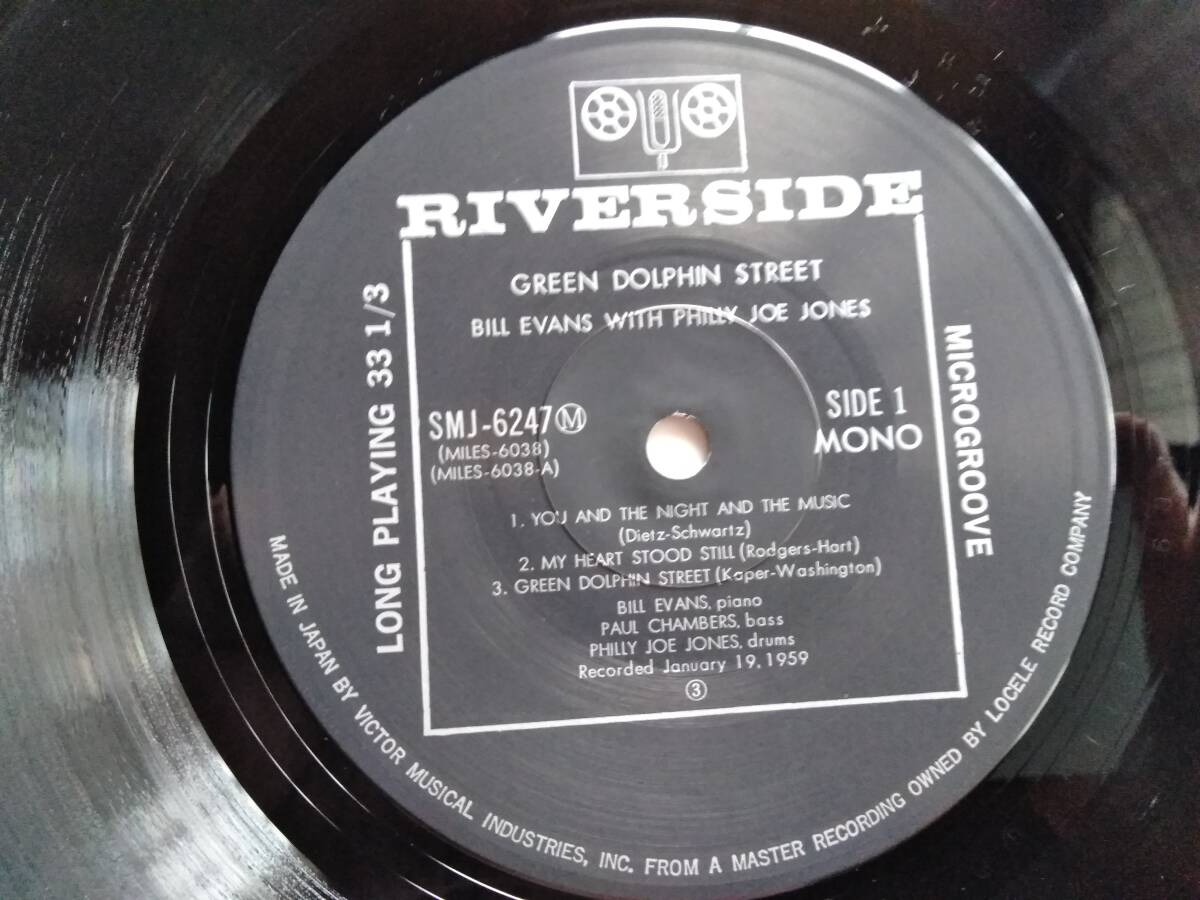 RIVERSIDE
GREEN DOLPHIN STREET
BILL EVANS WITH PHILLY JOE JONES
LONG PLAYING 33 1/3
MICROGROOVE
SMJ-6247 Ⓜ
(MILES-6038)
(MILES-6038-A)
SIDE 1
MONO
1. YOU AND THE NIGHT AND THE MUSIC
(Dietz-Schwartz)
2. MY HEART STOOD STILL (Rodgers-Hart)
3. GREEN DOLPHIN STREET (Kaper-Washington)
BILL EVANS, piano
PAUL CHAMBERS, bass
PHILLY JOE JONES, drums
Recorded January 19, 1959
③
MADE IN JAPAN BY VICTOR MUSICAL INDUSTRIES, INC. FROM A MASTER RECORDING OWNED BY LOCELE RECORD COMPANY